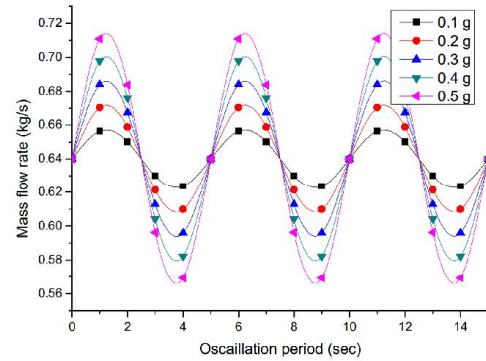 Mass flow rate (kg/s)
0.72
0.70
0.68
0.66
0.64
0.62
0.60
0.58
0.56
0.1 g
0.2 g
0.3 g
0.4 g
0.5 g
0 2 4 6 8 10 12 14
Oscaillation period (sec)